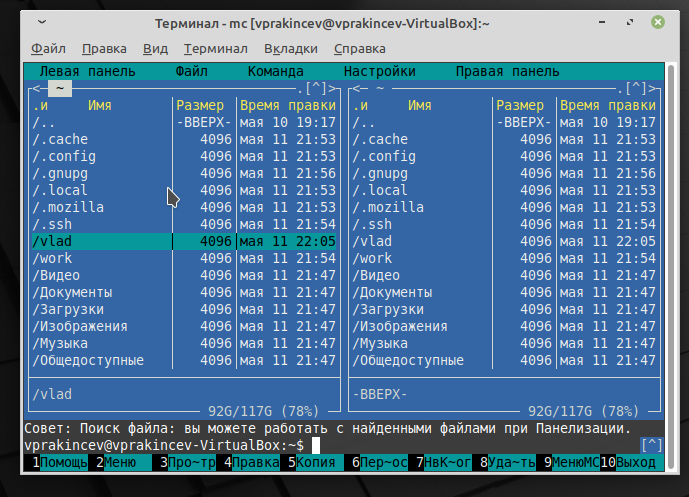 Терминал - mc [vprakincev@vprakincev-VirtualBox]:~
Файл Правка Вид Терминал Вкладки Справка
Левая панель Файл Команда Настройки Правая панель
<─ ~ ─.[^]> <─ ~ ─.[^]>
.и Имя Размер Время правки .и Имя Размер Время правки
/.. -ВВЕРХ- мая 10 19:17 /.. -ВВЕРХ- мая 10 19:17
/.cache 4096 мая 11 21:53 /.cache 4096 мая 11 21:53
/.config 4096 мая 11 21:53 /.config 4096 мая 11 21:53
/.gnupg 4096 мая 11 21:56 /.gnupg 4096 мая 11 21:56
/.local 4096 мая 11 21:53 /.local 4096 мая 11 21:53
/.mozilla 4096 мая 11 21:53 /.mozilla 4096 мая 11 21:53
/.ssh 4096 мая 11 21:54 /.ssh 4096 мая 11 21:54
/vlad 4096 мая 11 22:05 /vlad 4096 мая 11 22:05
/work 4096 мая 11 21:54 /work 4096 мая 11 21:54
/Видео 4096 мая 11 21:47 /Видео 4096 мая 11 21:47
/Документы 4096 мая 11 21:47 /Документы 4096 мая 11 21:47
/Загрузки 4096 мая 11 21:47 /Загрузки 4096 мая 11 21:47
/Изображения 4096 мая 11 21:47 /Изображения 4096 мая 11 21:47
/Музыка 4096 мая 11 21:47 /Музыка 4096 мая 11 21:47
/Общедоступные 4096 мая 11 21:47 /Общедоступные 4096 мая 11 21:47
/vlad -ВВЕРХ-
92G/117G (78%) 92G/117G (78%)
Совет: Поиск файла: вы можете работать с найденными файлами при Панелизации.
vprakincev@vprakincev-VirtualBox:~$ [^]
1Помощь 2Меню 3Про~тр 4Правка 5Копия 6Пер~ос 7НвК~ог 8Уда~ть 9МенюMC 10Выход